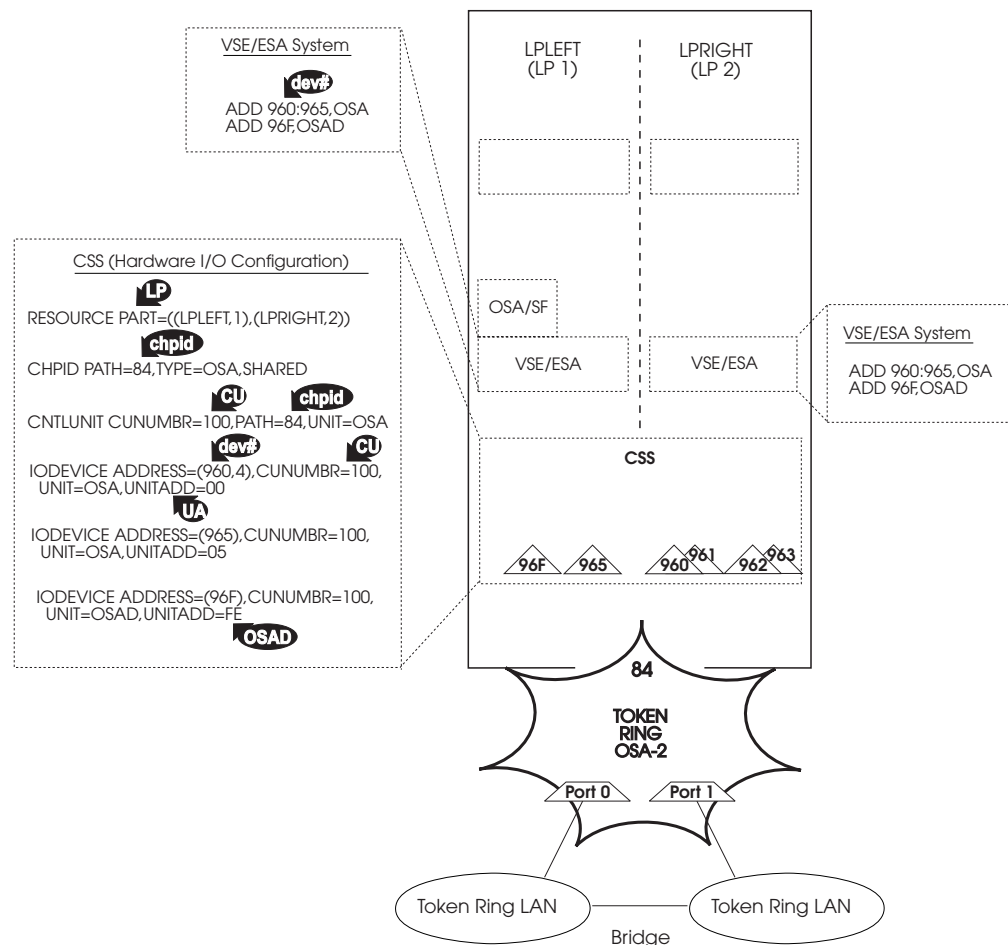 VSE/ESA System
dev#
ADD 960:965,OSA
ADD 96F,OSAD
LPLEFT
(LP 1)
LPRIGHT
(LP 2)
CSS (Hardware I/O Configuration)
LP
RESOURCE PART=((LPLEFT,1),(LPRIGHT,2))
chpid
CHPID PATH=84,TYPE=OSA,SHARED
CU
chpid
CNTLUNIT CUNUMBR=100,PATH=84,UNIT=OSA
dev#
CU
IODEVICE ADDRESS=(960,4),CUNUMBR=100,
UNIT=OSA,UNITADD=00
UA
IODEVICE ADDRESS=(965),CUNUMBR=100,
UNIT=OSA,UNITADD=05
IODEVICE ADDRESS=(96F),CUNUMBR=100,
UNIT=OSAD,UNITADD=FE
OSAD
OSA/SF
VSE/ESA
VSE/ESA
VSE/ESA System
ADD 960:965,OSA
ADD 96F,OSAD
CSS
96F
965
960
961
962
963
84
TOKEN
RING
OSA-2
Port 0
Port 1
Token Ring LAN
Token Ring LAN
Bridge